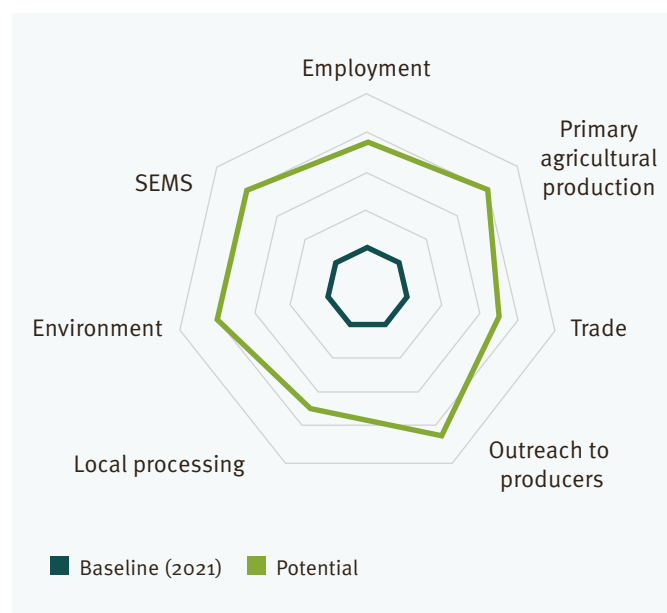 Employment
Primary
agricultural
production
SEMS
Environment
Trade
Local processing
Outreach to
producers
Baseline (2021)
Potential